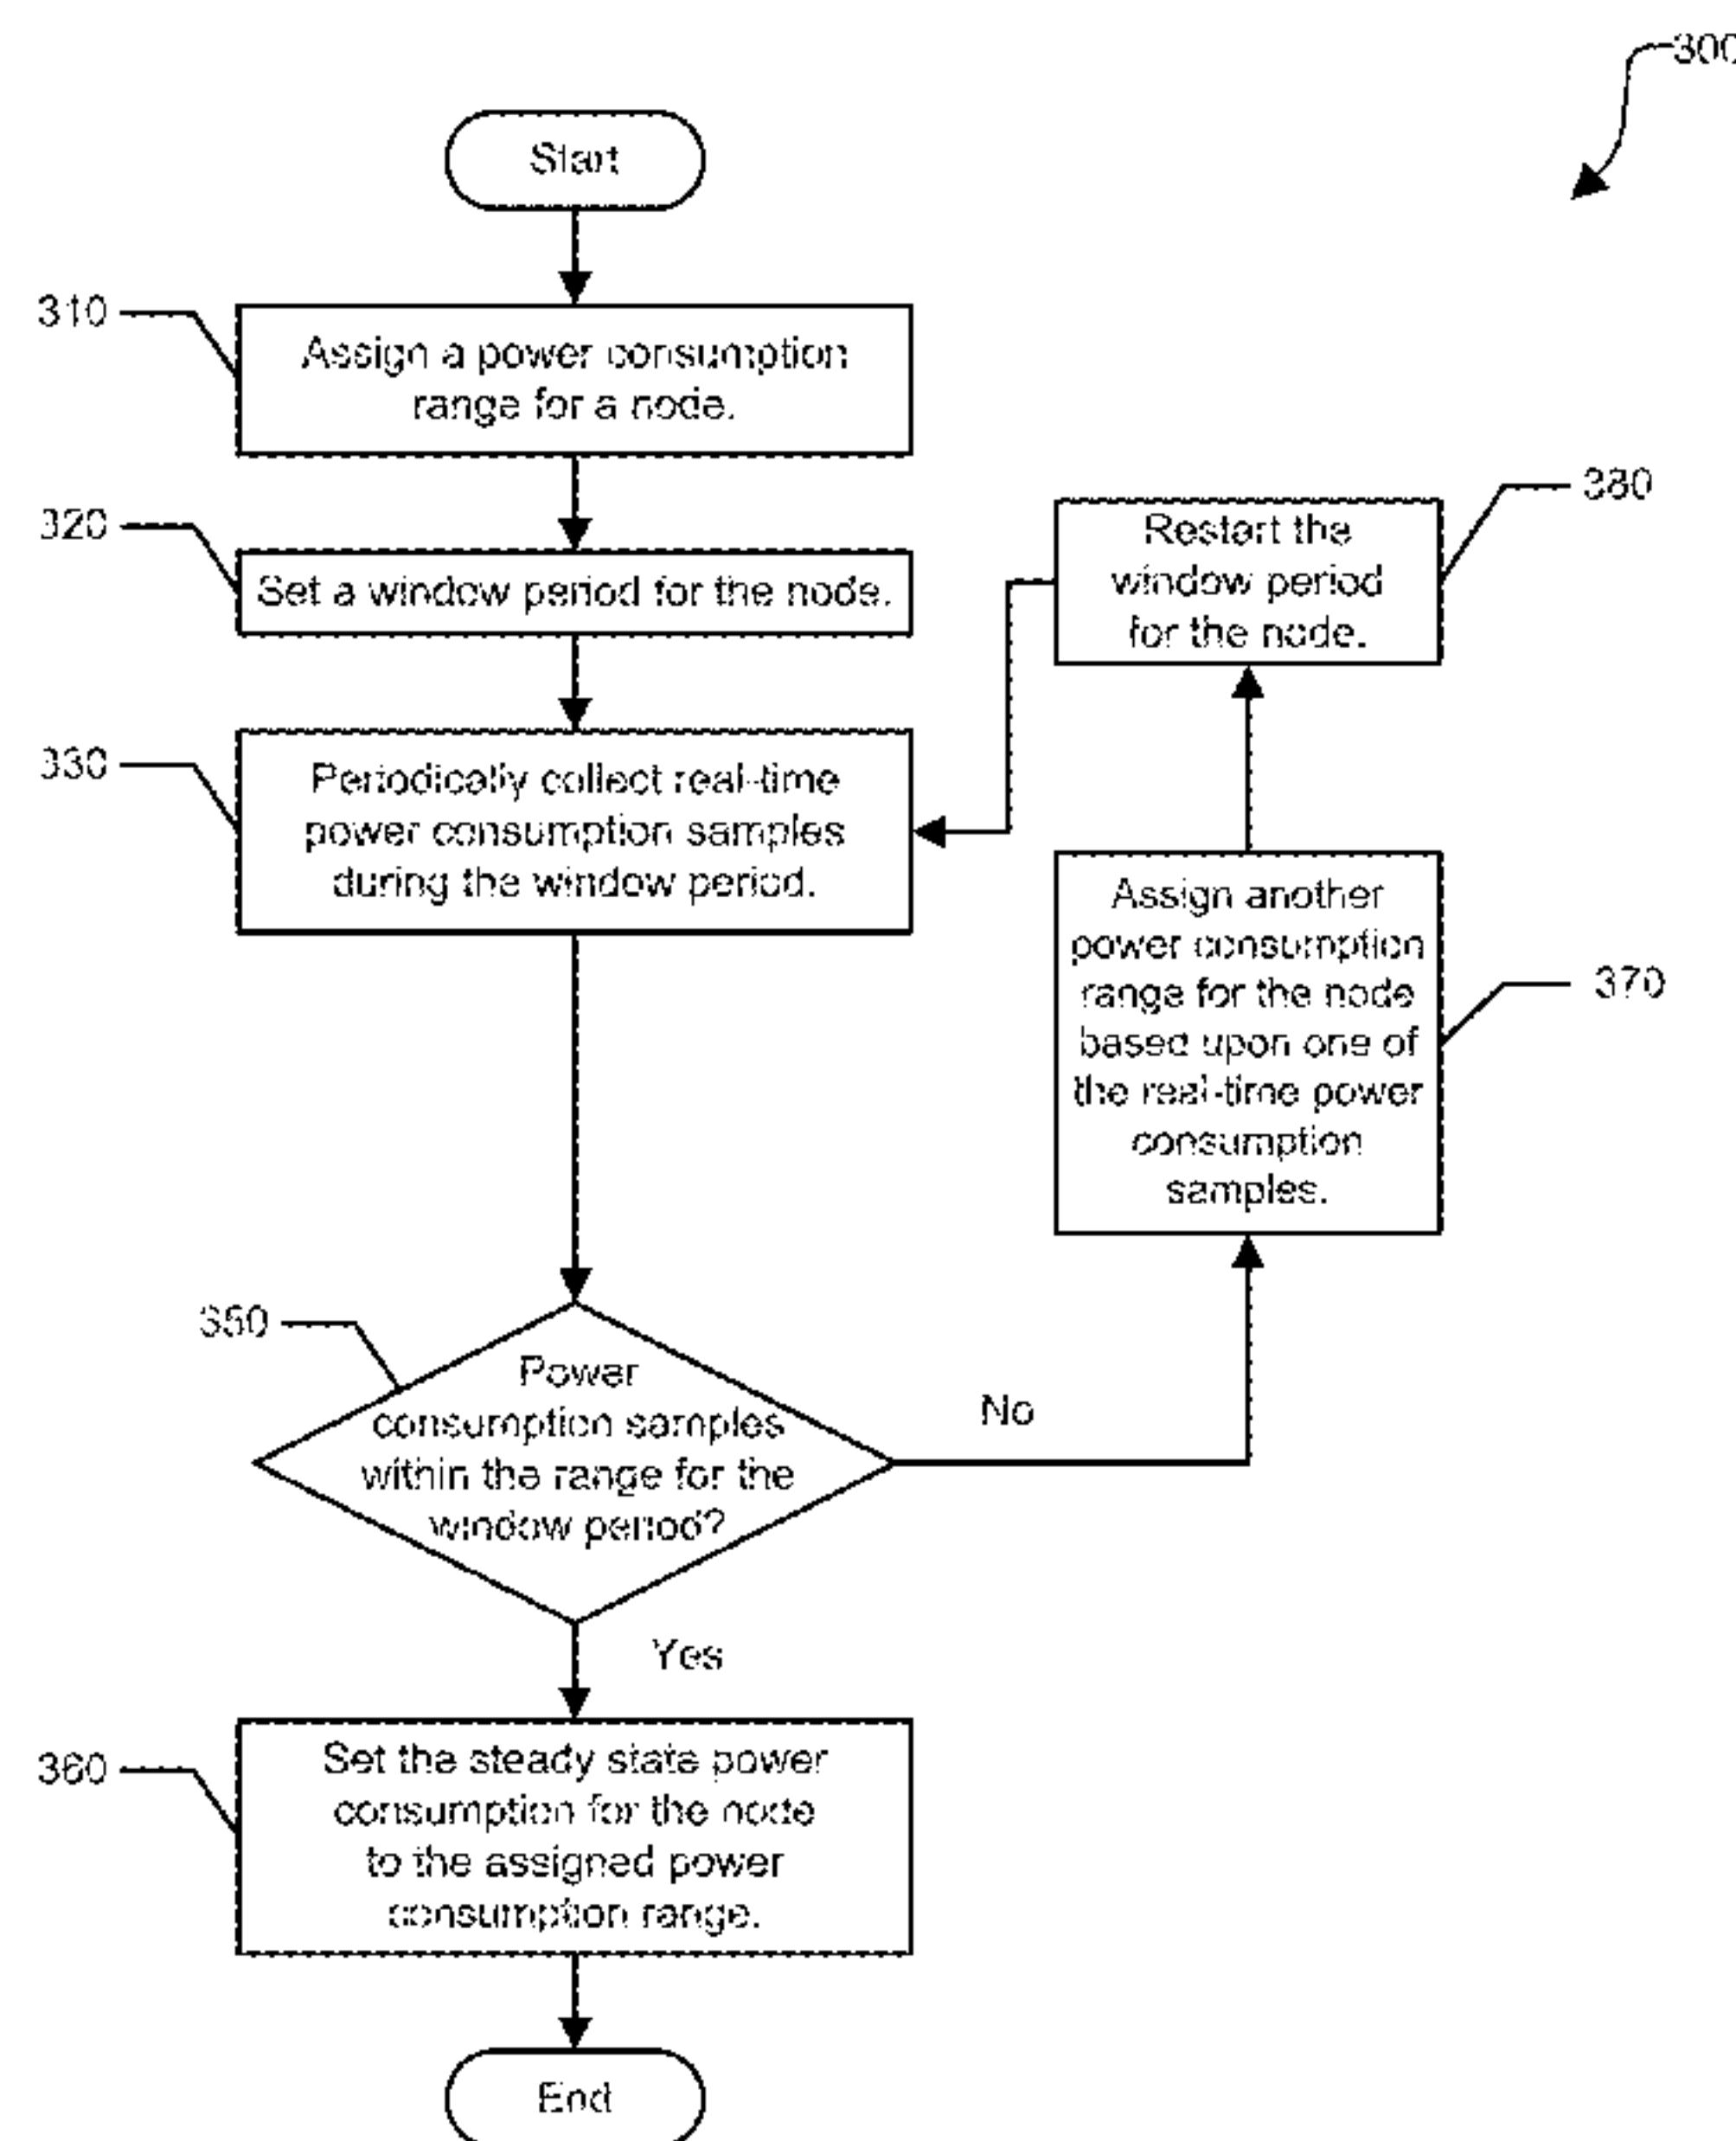 300
Start
310
Assign a power consumption
range for a node.
320
Set a window period for the node.
330
Periodically collect real-time
power consumption samples
during the window period.
380
Restart the
window period
for the node.
370
Assign another
power consumption
range for the node
based upon one of
the real-time power
consumption
samples.
350
Power
consumption samples
within the range for the
window period?
No
Yes
360
Set the steady state power
consumption for the node
to the assigned power
consumption range.
End